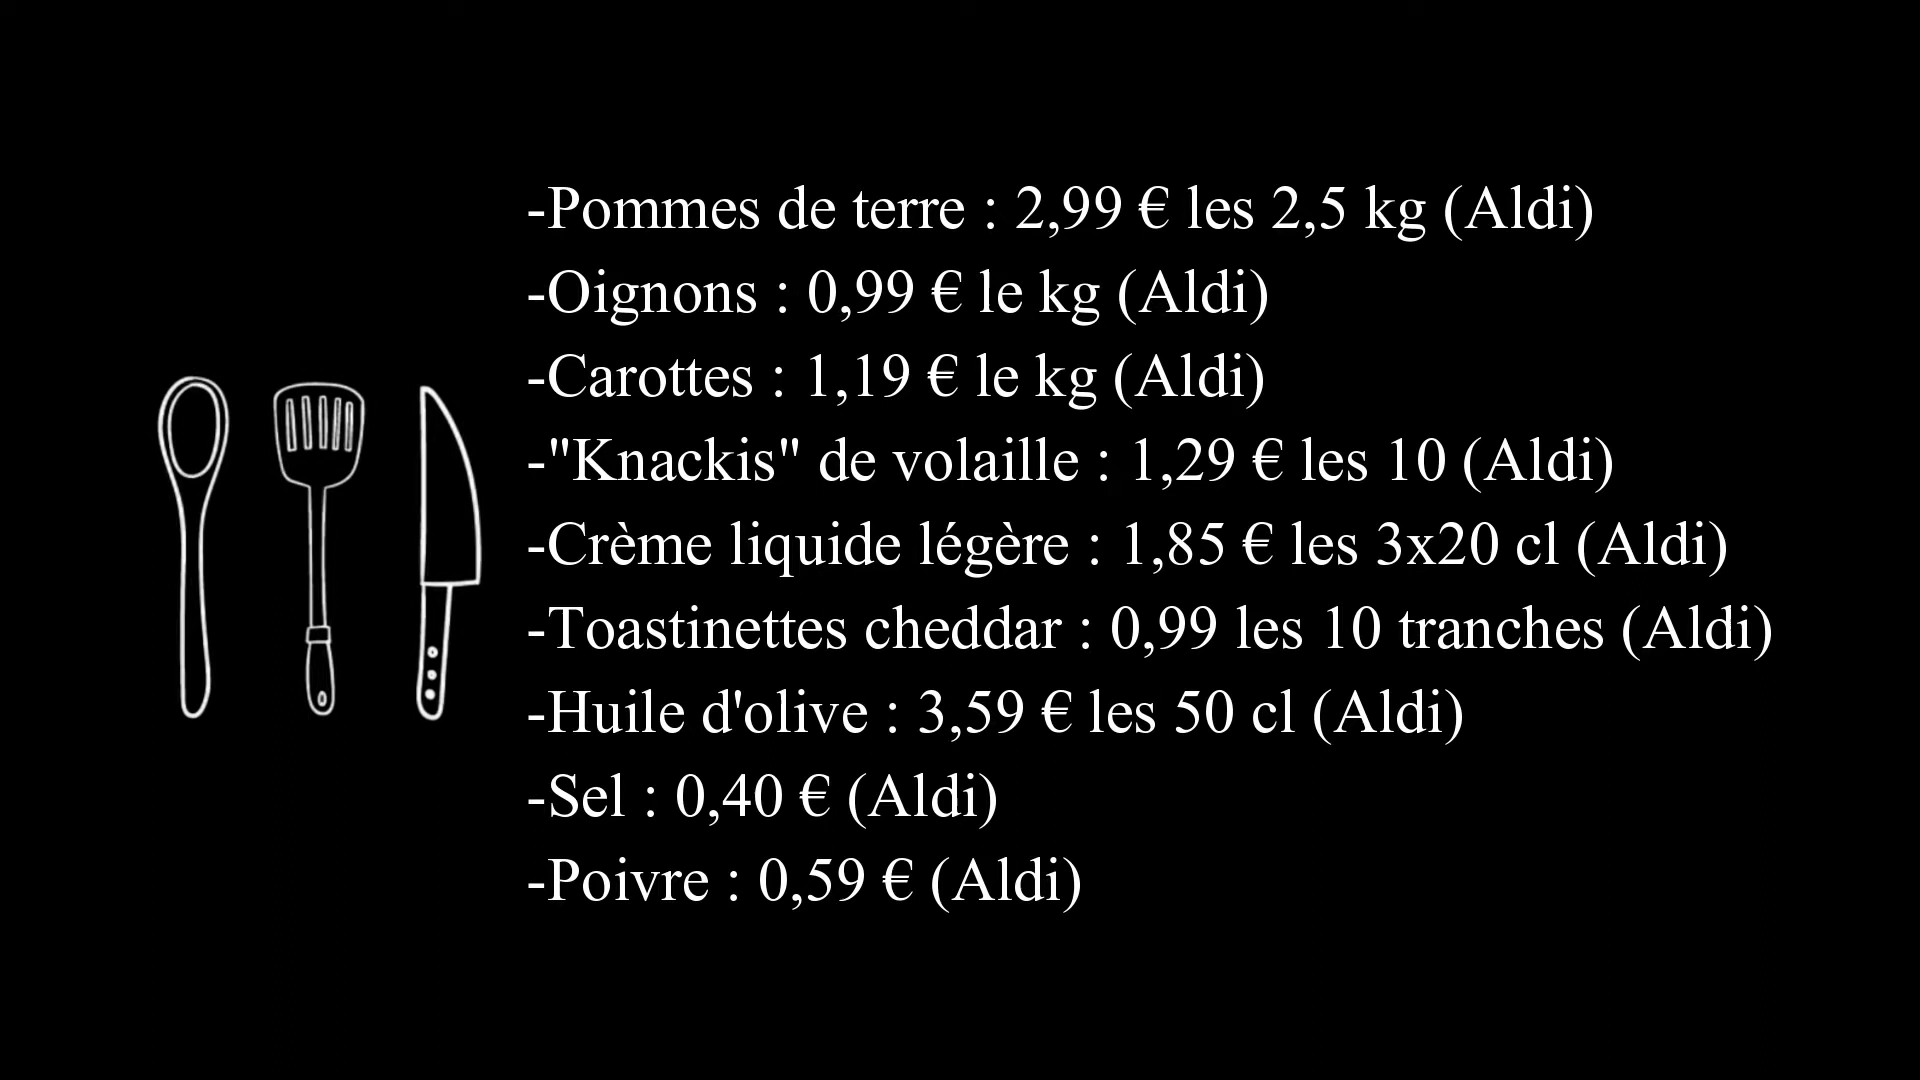 -Pommes de terre : 2,99 € les 2,5 kg (Aldi)
-Oignons : 0,99 € le kg (Aldi)
-Carottes : 1,19 € le kg (Aldi)
-"Knackis" de volaille : 1,29 € les 10 (Aldi)
-Crème liquide légère : 1,85 € les 3x20 cl (Aldi)
-Toastinettes cheddar : 0,99 les 10 tranches (Aldi)
-Huile d'olive : 3,59 € les 50 cl (Aldi)
-Sel : 0,40 € (Aldi)
-Poivre : 0,59 € (Aldi)